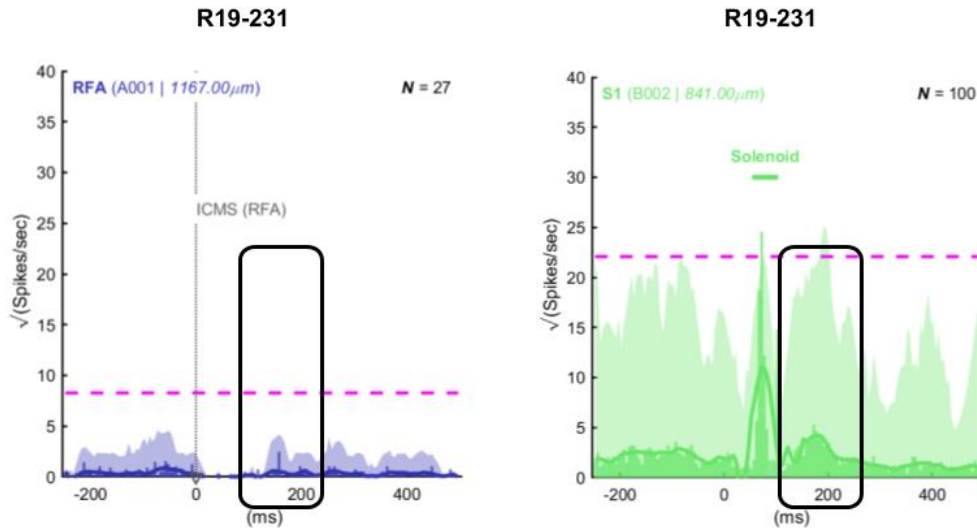 R19-231
RFA (A001 | 1167.00μm)
N = 27
ICMS (RFA)
√(Spikes/sec)
40
35
30
25
20
15
10
5
0
-200
0
200
400
(ms)
R19-231
S1 (B002 | 841.00μm)
N = 100
Solenoid
√(Spikes/sec)
40
35
30
25
20
15
10
5
0
-200
0
200
400
(ms)